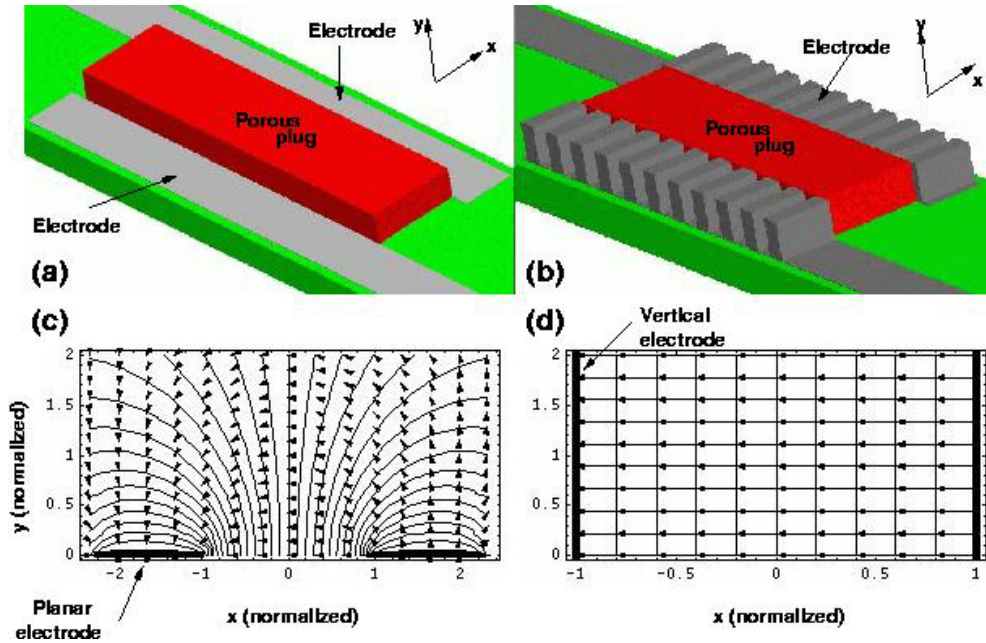 y
x
Electrode
Porous
plug
Electrode
(a)
y
x
Electrode
Porous
plug
(b)
(c)
2
1.5
1
0.5
0
y (normalized)
-2
-1
0
1
2
Planar
electrode
x (normalized)
(d)
Vertical
electrode
2
1.5
1
0.5
0
-1
-0.5
0
0.5
1
x (normalized)